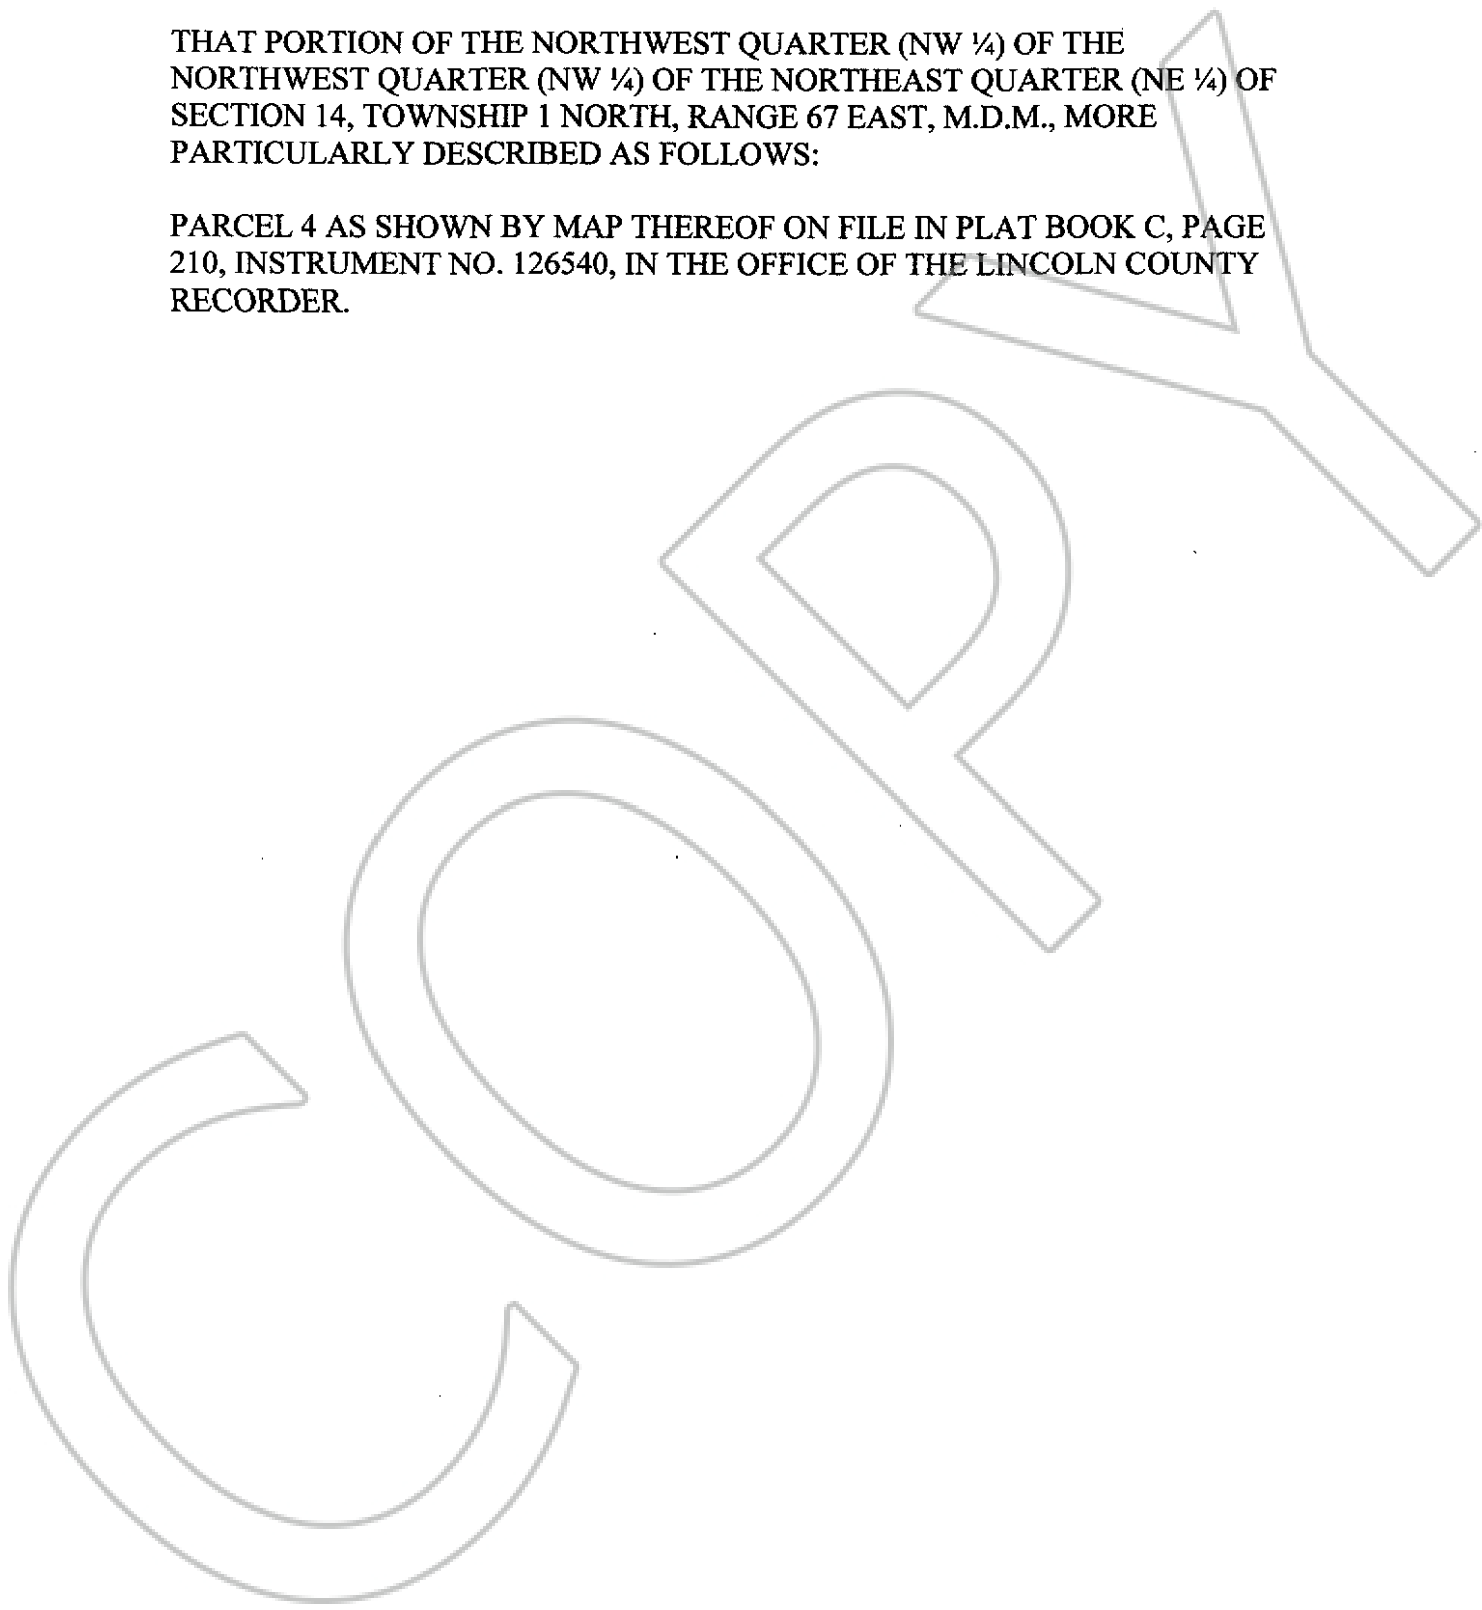 THAT PORTION OF THE NORTHWEST QUARTER (NW ¼) OF THE
NORTHWEST QUARTER (NW ¼) OF THE NORTHEAST QUARTER (NE ¼) OF
SECTION 14, TOWNSHIP 1 NORTH, RANGE 67 EAST, M.D.M., MORE
PARTICULARLY DESCRIBED AS FOLLOWS:
PARCEL 4 AS SHOWN BY MAP THEREOF ON FILE IN PLAT BOOK C, PAGE
210, INSTRUMENT NO. 126540, IN THE OFFICE OF THE LINCOLN COUNTY
RECORDER.
COPY